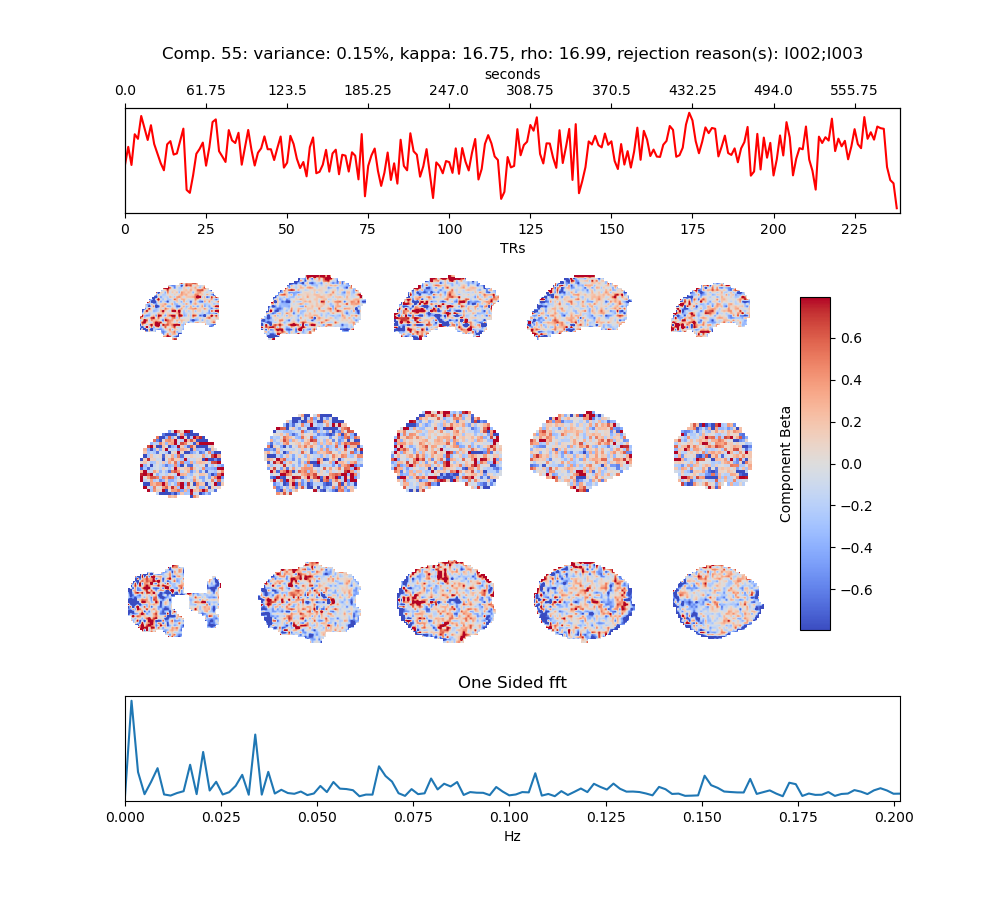 Comp. 55: variance: 0.15%, kappa: 16.75, rho: 16.99, rejection reason(s): I002;I003
seconds
0.0 61.75 123.5 185.25 247.0 308.75 370.5 432.25 494.0 555.75
0 25 50 75 100 125 150 175 200 225
TRs
0.6
0.4
0.2
0.0
−0.2
−0.4
−0.6
Component Beta
One Sided fft
0.000 0.025 0.050 0.075 0.100 0.125 0.150 0.175 0.200
Hz